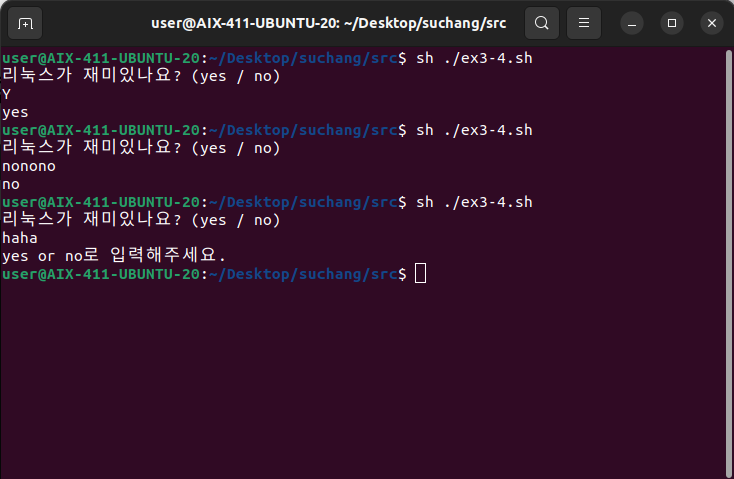 user@AIX-411-UBUNTU-20: ~/Desktop/suchang/src
user@AIX-411-UBUNTU-20:~/Desktop/suchang/src$ sh ./ex3-4.sh
리눅스가 재미있나요? (yes / no)
Y
yes
user@AIX-411-UBUNTU-20:~/Desktop/suchang/src$ sh ./ex3-4.sh
리눅스가 재미있나요? (yes / no)
nonono
no
user@AIX-411-UBUNTU-20:~/Desktop/suchang/src$ sh ./ex3-4.sh
리눅스가 재미있나요? (yes / no)
haha
yes or no로 입력해주세요.
user@AIX-411-UBUNTU-20:~/Desktop/suchang/src$